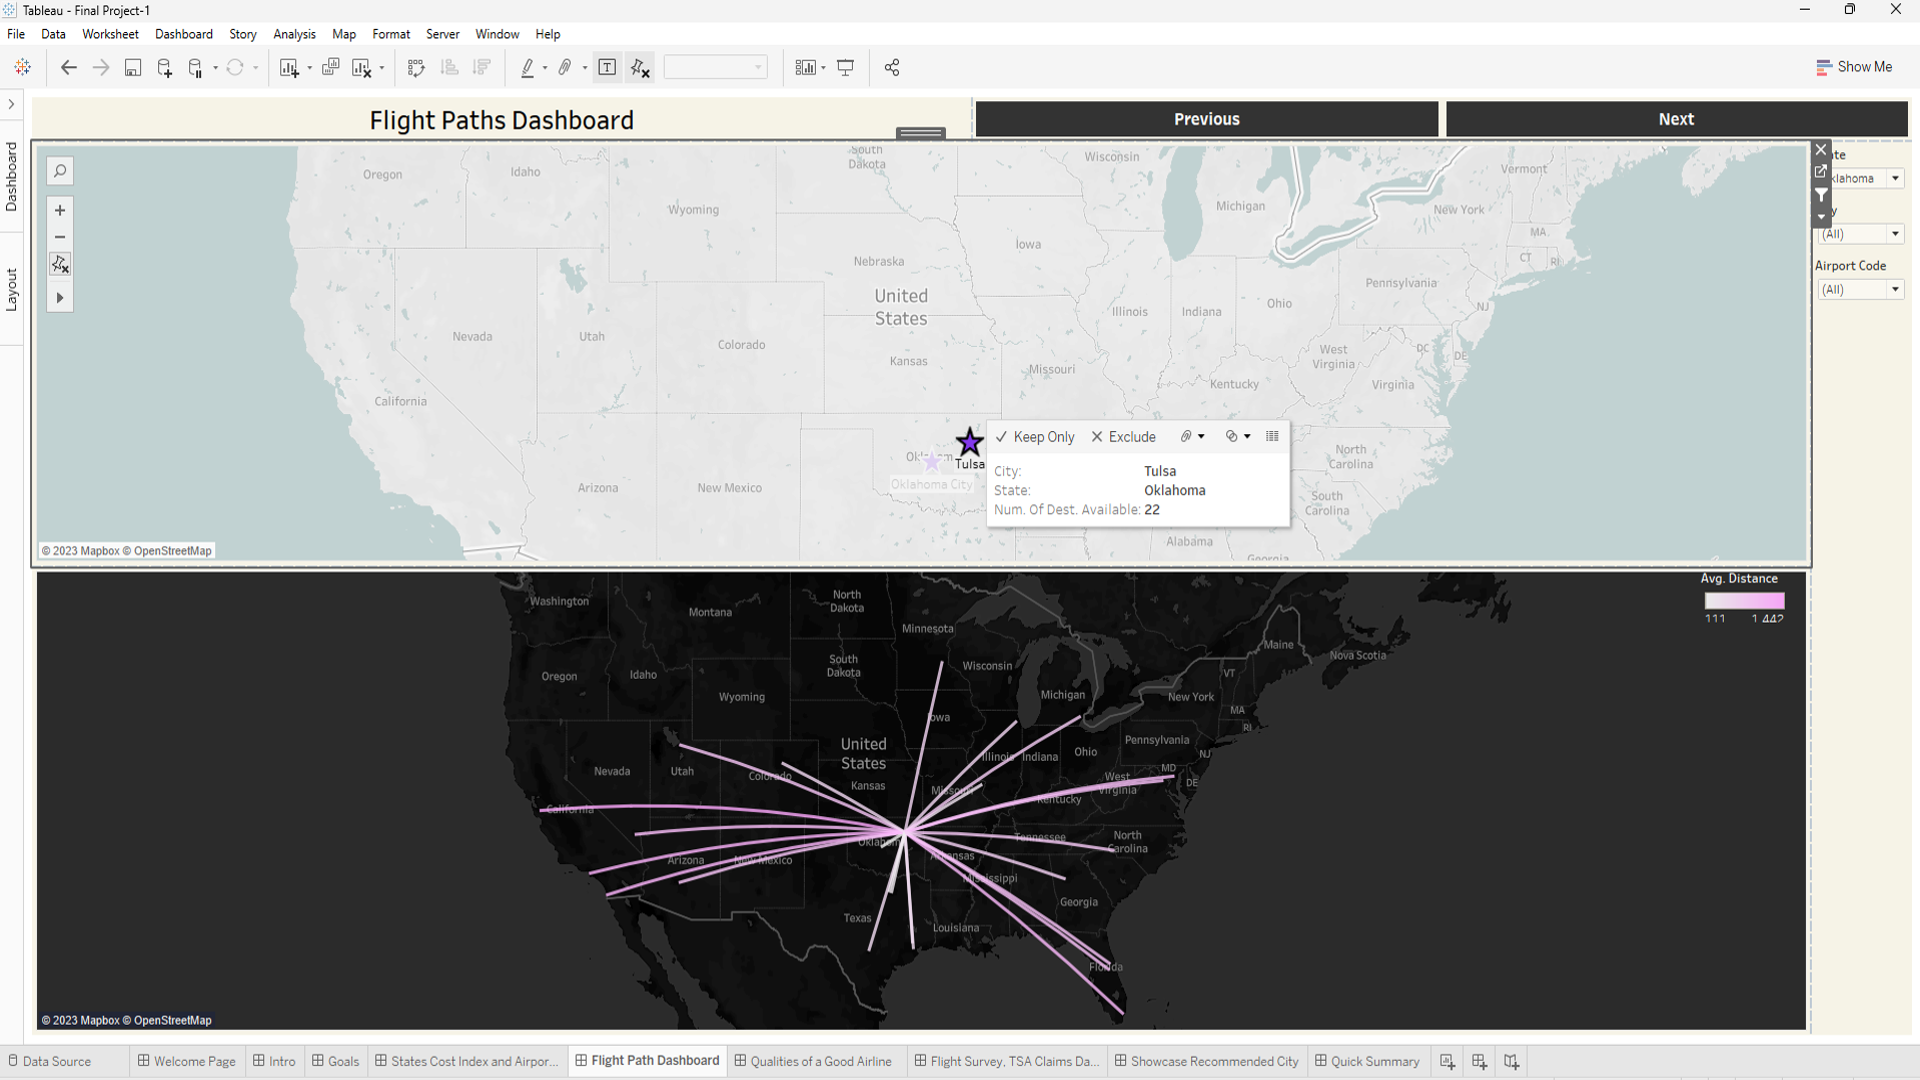 Tableau - Final Project-1
File Data Worksheet Dashboard Story Analysis Map Format Server Window Help
Show Me
Dashboard
Layout
Flight Paths Dashboard
Previous
Next
klahoma
(All)
Airport Code
(All)
Oregon
Idaho
South
Dakota
Wisconsin
Vermont
Wyoming
Michigan
New York
MA
Iowa
CT
RI
Nebraska
Pennsylvania
United
States
Illinois
Indiana
Ohio
NJ
Nevada
Utah
Colorado
Kansas
Missouri
West
Virginia
DC
DE
Kentucky
Virginia
California
Arizona
New Mexico
Tulsa
Oklahoma City
North
Carolina
South
Carolina
Alabama
Georgia
Keep Only Exclude
City: Tulsa
State: Oklahoma
Num. Of Dest. Available: 22
© 2023 Mapbox © OpenStreetMap
Avg. Distance
111 1,442
Washington
Montana
North
Dakota
Minnesota
Maine
Nova Scotia
Oregon
Idaho
South
Dakota
Wisconsin
VT
Wyoming
Michigan
New York
MA
RI
Iowa
United
States
Pennsylvania
Nevada
Utah
Colorado
Kansas
Illinois
Indiana
Ohio
NJ
MD
DE
West
Virginia
Missouri
Kentucky
California
Arizona
New Mexico
Oklahoma
Arkansas
Tennessee
North
Carolina
Mississippi
Georgia
Texas
Louisiana
Florida
© 2023 Mapbox © OpenStreetMap
Data Source
Welcome Page
Intro
Goals
States Cost Index and Airpor...
Flight Path Dashboard
Qualities of a Good Airline
Flight Survey, TSA Claims Da...
Showcase Recommended City
Quick Summary